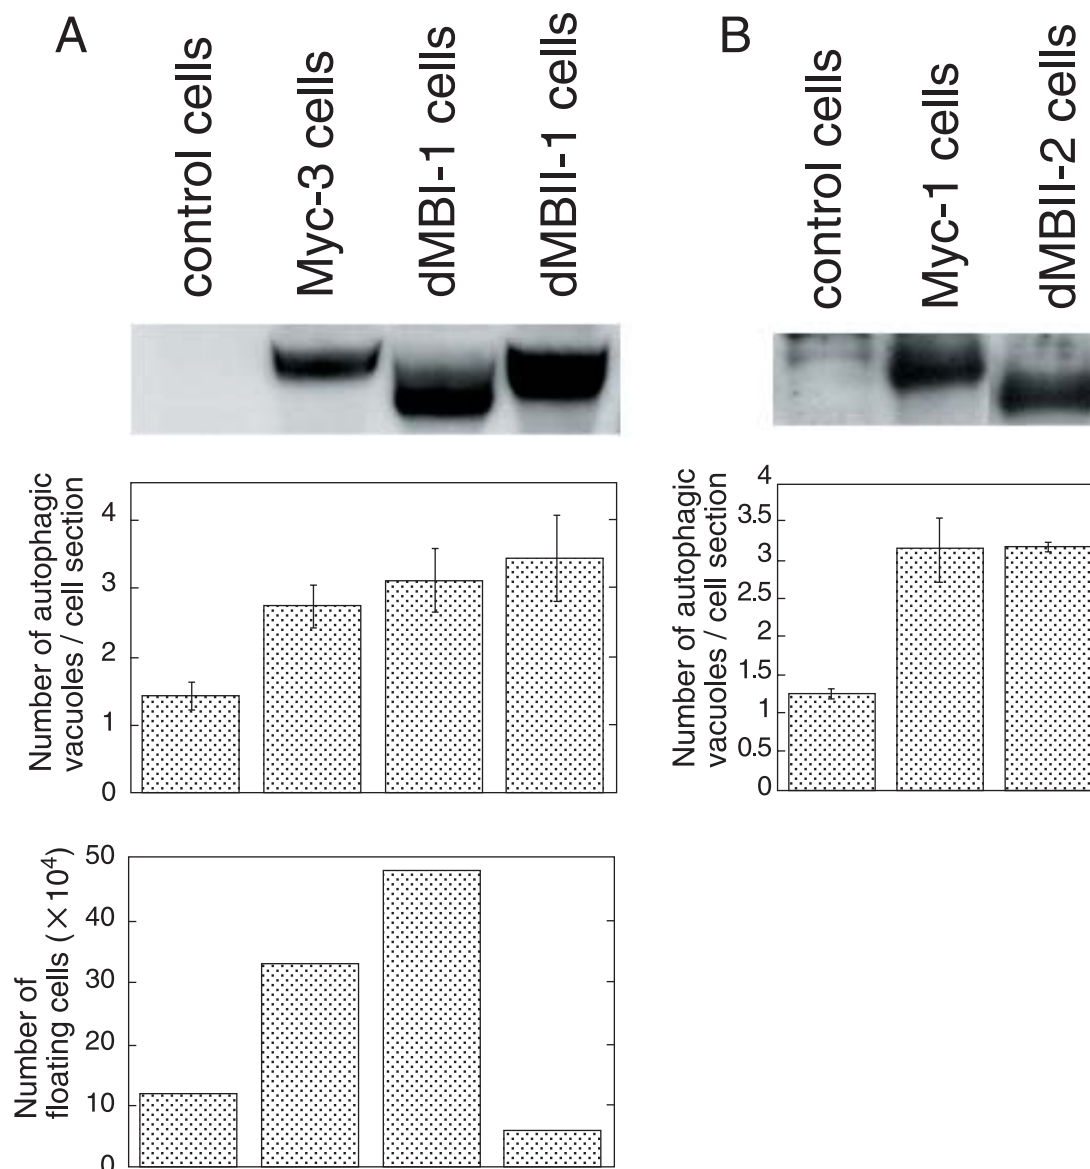 A
control cells
Myc-3 cells
dMBI-1 cells
dMBII-1 cells
B
control cells
Myc-1 cells
dMBII-2 cells
Number of autophagic
vacuoles / cell section
4
3
2
1
0
Number of autophagic
vacuoles / cell section
4
3.5
3
2.5
2
1.5
1
0.5
0
Number of
floating cells (×10⁴)
50
40
30
20
10
0